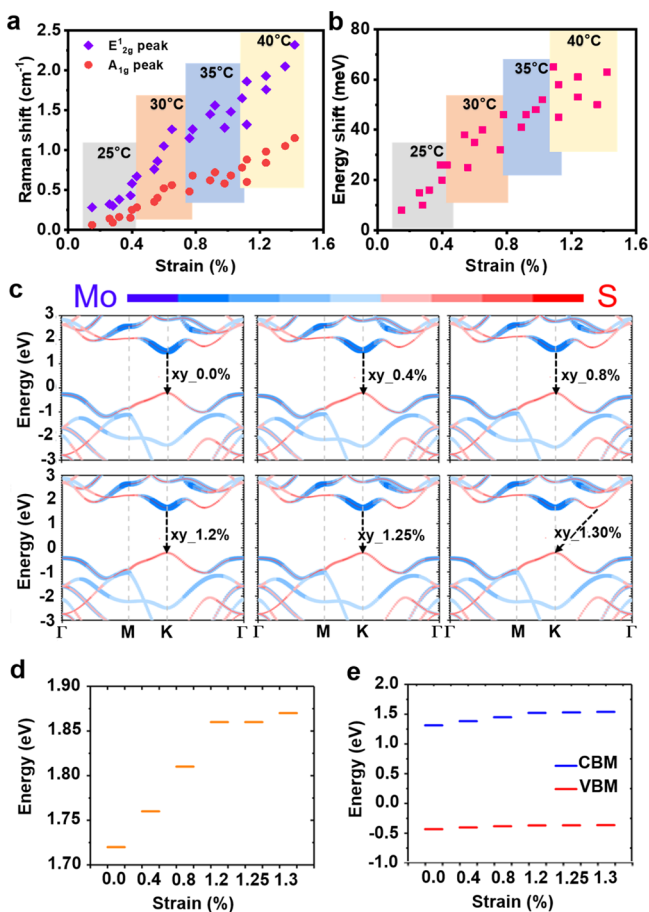 a
2.5
2.0
1.5
1.0
0.5
0.0
Raman shift (cm⁻¹)
E¹₂g peak
A₁g peak
25°C
30°C
35°C
40°C
0.0 0.4 0.8 1.2 1.6
Strain (%)
b
80
60
40
20
0
Energy shift (meV)
25°C
30°C
35°C
40°C
0.0 0.4 0.8 1.2 1.6
Strain (%)
c
Mo S
3
2
1
0
-1
-2
-3
Energy (eV)
xy_0.0%
xy_0.4%
xy_0.8%
3
2
1
0
-1
-2
-3
Energy (eV)
xy_1.2%
xy_1.25%
xy_1.30%
Γ M K Γ M K Γ M K Γ
d
1.90
1.85
1.80
1.75
1.70
Energy (eV)
0.0 0.4 0.8 1.2 1.25 1.3
Strain (%)
e
2.0
1.5
1.0
0.5
0.0
-0.5
-1.0
Energy (eV)
CBM
VBM
0.0 0.4 0.8 1.2 1.25 1.3
Strain (%)